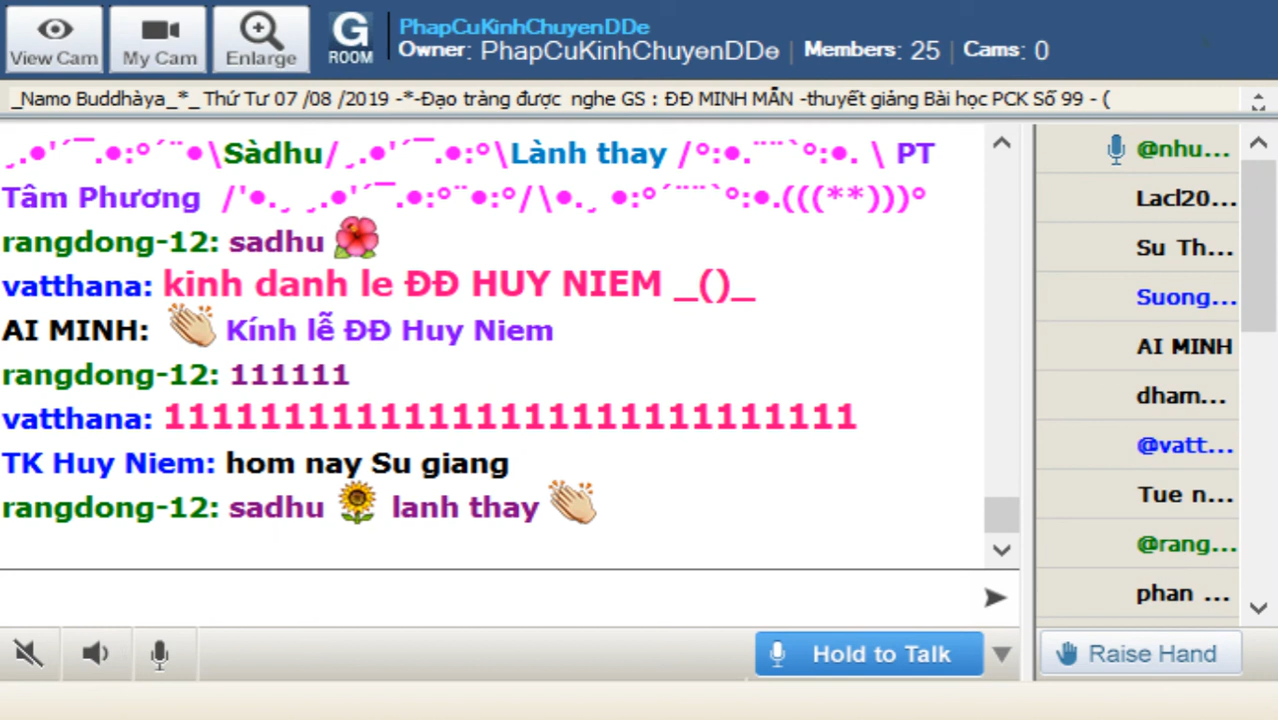 View Cam
My Cam
Enlarge
G
ROOM
PhapCuKinhChuyenDDe
Owner: PhapCuKinhChuyenDDe | Members: 25 | Cams: 0
_Namo Buddhàya_*_ Thứ Tư 07 /08 /2019 -*-Đạo tràng được nghe GS : ĐĐ MINH MẪN -thuyết giảng Bài học PCK Số 99 - (
¸.●'´¯.●:°´¨●\Sàdhu/¸.●'´¯.●:°\Lành thay /°:●.¨¨`°:●. \ PT
Tâm Phương /'●.¸ ¸.●'´¯.●:°¨●:°/\●.¸ ●:°´¨¨`°:●.(((**)))°
rangdong-12: sadhu
vatthana: kinh danh le ĐĐ HUY NIEM _()_
AI MINH: Kính lễ ĐĐ Huy Niem
rangdong-12: 111111
vatthana: 11111111111111111111111111111
TK Huy Niem: hom nay Su giang
rangdong-12: sadhu lanh thay
@nhu...
Lacl20...
Su Th...
Suong...
AI MINH
dham...
@vatt...
Tue n...
@rang...
phan ...
Hold to Talk
Raise Hand